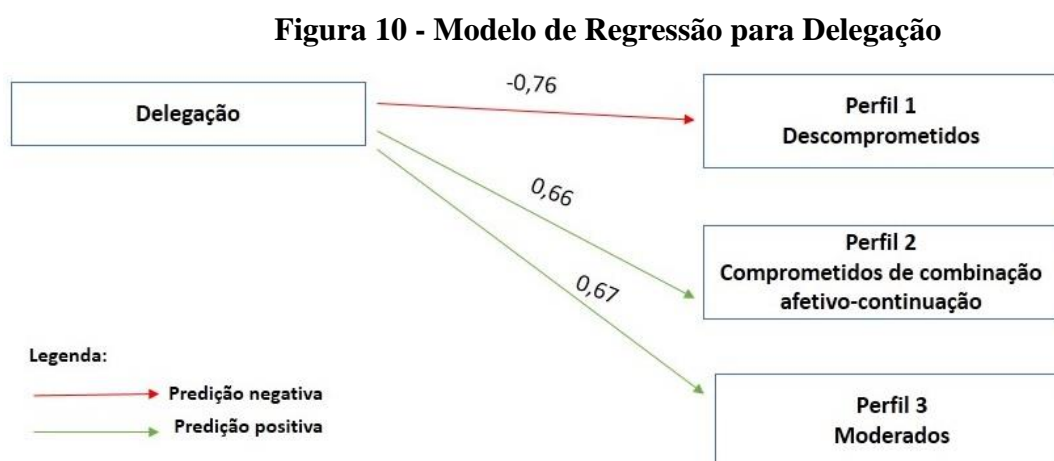 Figura 10 - Modelo de Regressão para Delegação
-0,76
Delegação
Perfil 1
Descomprometidos
0,66
Perfil 2
Comprometidos de combinação
afetivo-continuação
0,67
Legenda:
Predição negativa
Predição positiva
Perfil 3
Moderados